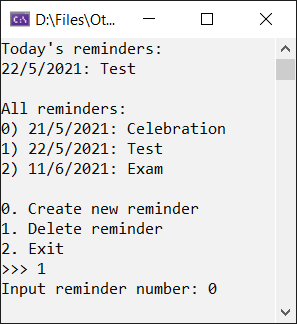 D:\Files\Ot...
Today's reminders:
22/5/2021: Test
All reminders:
0) 21/5/2021: Celebration
1) 22/5/2021: Test
2) 11/6/2021: Exam
0. Create new reminder
1. Delete reminder
2. Exit
>>> 1
Input reminder number: 0